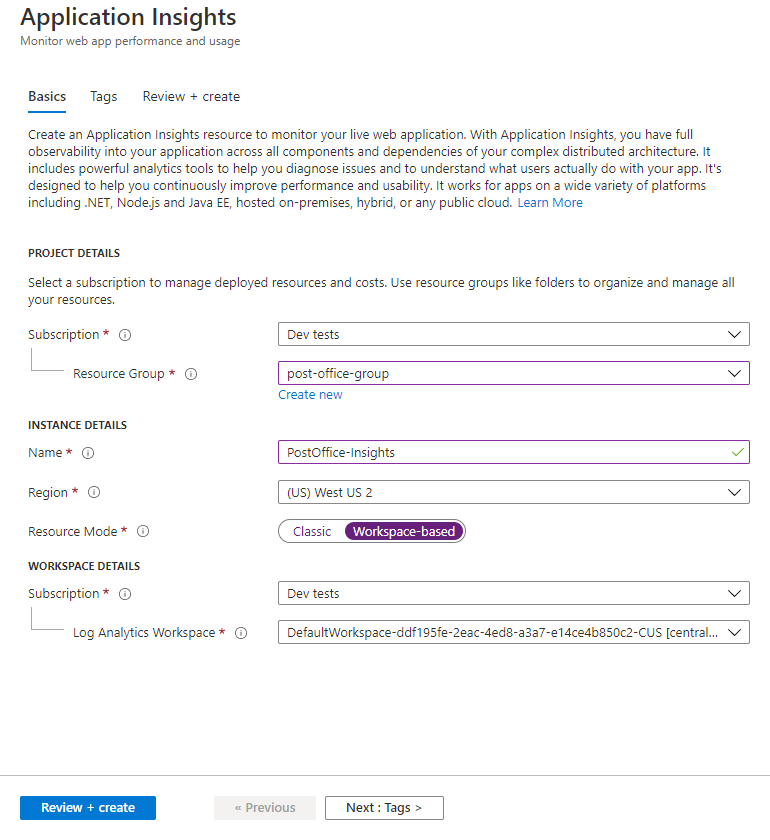 Application Insights
Monitor web app performance and usage
Basics Tags Review + create
Create an Application Insights resource to monitor your live web application. With Application Insights, you have full
observability into your application across all components and dependencies of your complex distributed architecture. It
includes powerful analytics tools to help you diagnose issues and to understand what users actually do with your app. It's
designed to help you continuously improve performance and usability. It works for apps on a wide variety of platforms
including .NET, Node.js and Java EE, hosted on-premises, hybrid, or any public cloud. Learn More
PROJECT DETAILS
Select a subscription to manage deployed resources and costs. Use resource groups like folders to organize and manage all
your resources.
Subscription * Dev tests
Resource Group * post-office-group
Create new
INSTANCE DETAILS
Name * PostOffice-Insights
Region * (US) West US 2
Resource Mode * Classic Workspace-based
WORKSPACE DETAILS
Subscription * Dev tests
Log Analytics Workspace * DefaultWorkspace-ddf195fe-2eac-4ed8-a3a7-e14ce4b850c2-CUS [central...
Review + create « Previous Next : Tags >